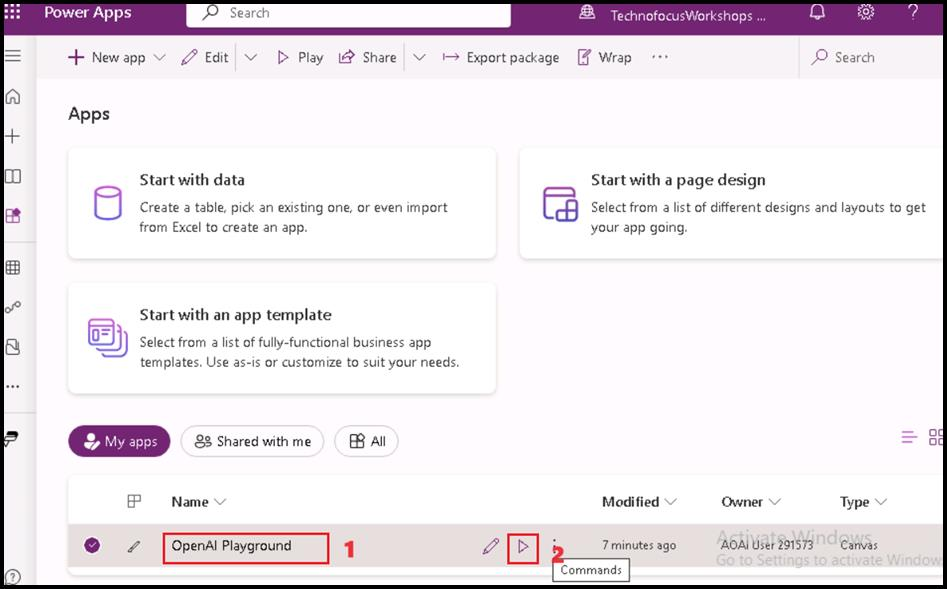 Power Apps
Search
TechnofocusWorkshops ...
?
New app
Edit
Play
Share
Export package
Wrap
...
Search
Apps
Start with data
Create a table, pick an existing one, or even import
from Excel to create an app.
Start with a page design
Select from a list of different designs and layouts to get
your app going.
Start with an app template
Select from a list of fully-functional business app
templates. Use as-is or customize to suit your needs.
My apps
Shared with me
All
Name
Modified
Owner
Type
OpenAI Playground
1
2
7 minutes ago
AOAI User 291573
Canvas
Commands
Activate Windows
Go to Settings to activate Windows